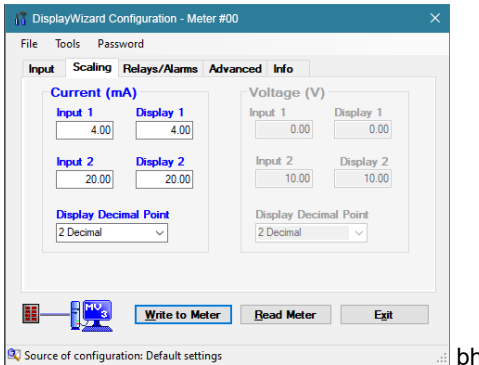 DisplayWizard Configuration - Meter #00
File Tools Password
Input Scaling Relays/Alarms Advanced Info
Current (mA) Voltage (V)
Input 1 Display 1 Input 1 Display 1
4.00 4.00 0.00 0.00
Input 2 Display 2 Input 2 Display 2
20.00 20.00 10.00 10.00
Display Decimal Point Display Decimal Point
2 Decimal 2 Decimal
MV 3 Write to Meter Read Meter Exit
Source of configuration: Default settings bh